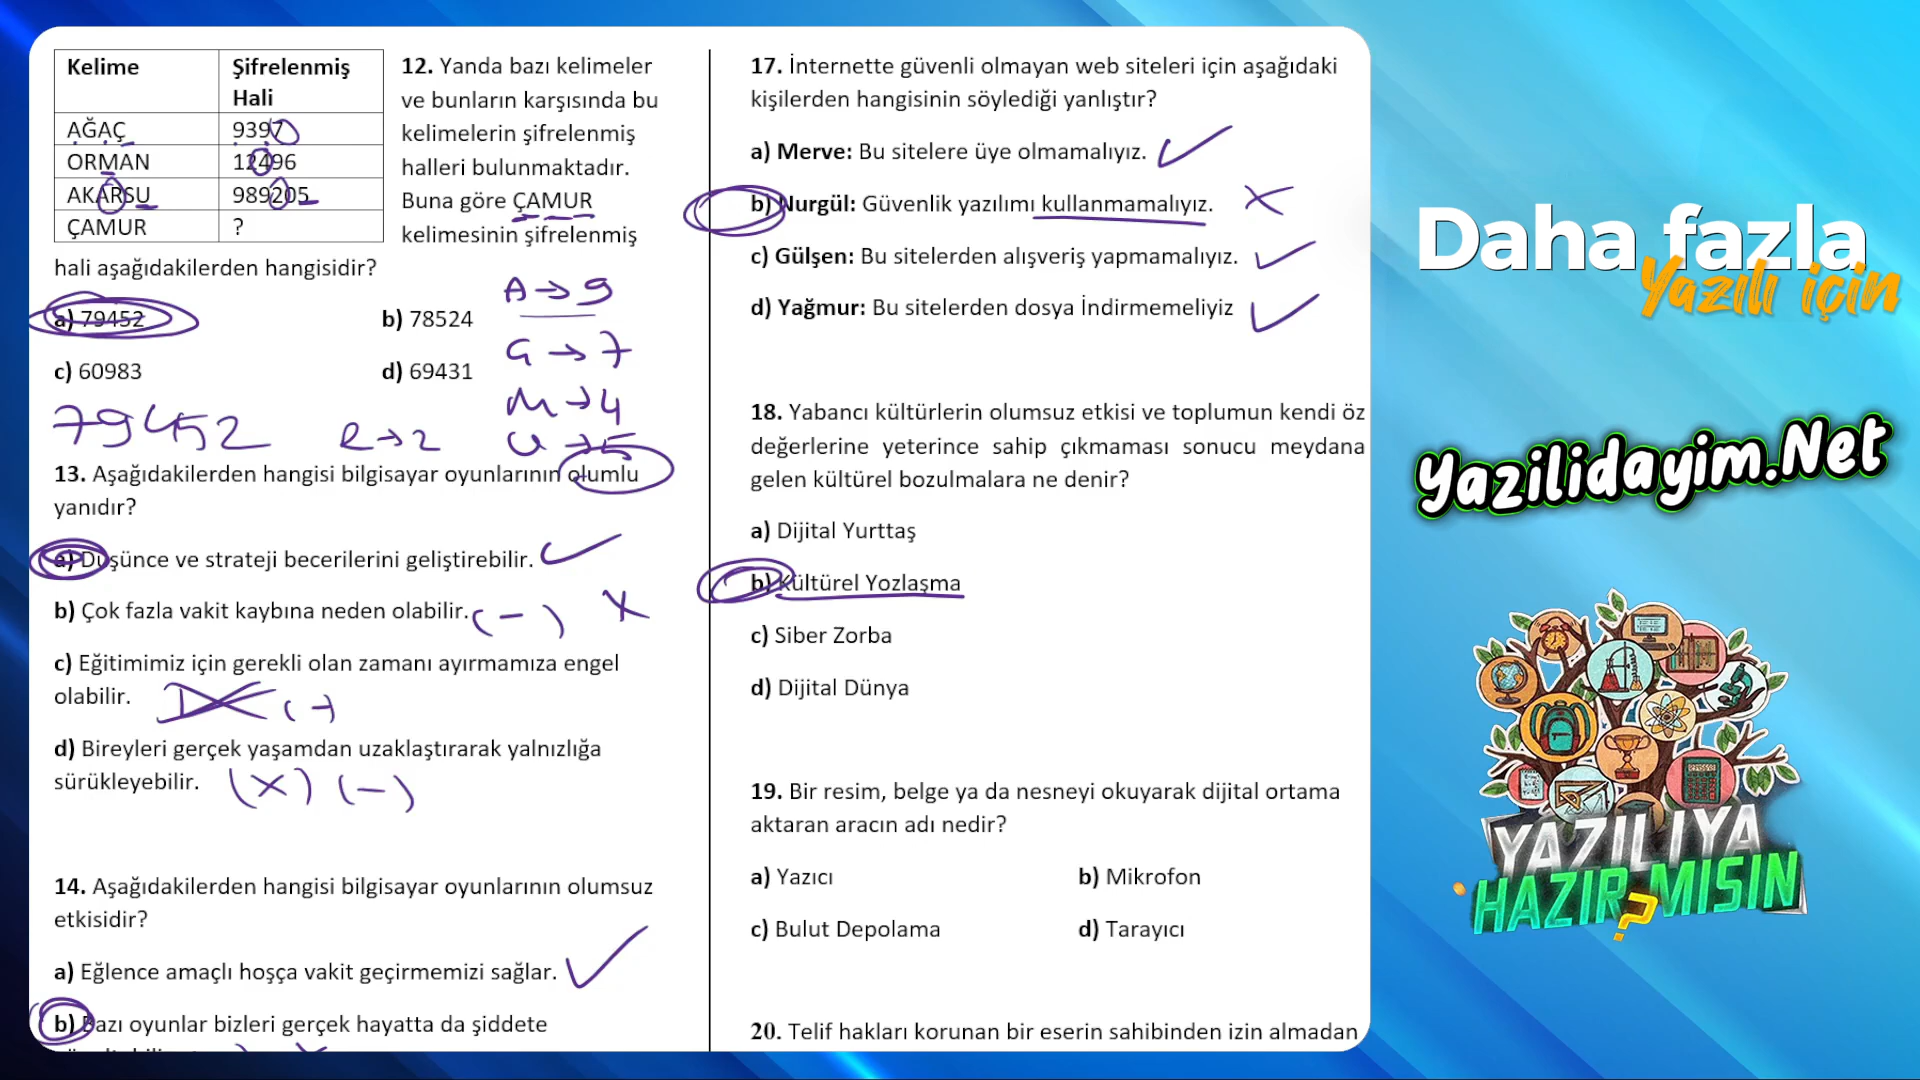 Kelime Şifrelenmiş Hali
AĞAÇ 9397
ORMAN 12496
AKARSU 989205
ÇAMUR ?
12. Yanda bazı kelimeler
ve bunların karşısında bu
kelimelerin şifrelenmiş
halleri bulunmaktadır.
Buna göre ÇAMUR
kelimesinin şifrelenmiş
hali aşağıdakilerden hangisidir?
a) 79452 b) 78524
c) 60983 d) 69431
A → 9
Ç → 7
M → 4
U → 5
R → 2
79452
13. Aşağıdakilerden hangisi bilgisayar oyunlarının olumlu
yanıdır?
a) Düşünce ve strateji becerilerini geliştirebilir.
b) Çok fazla vakit kaybına neden olabilir. (-) X
c) Eğitimimiz için gerekli olan zamanı ayırmamıza engel
olabilir. (-)
d) Bireyleri gerçek yaşamdan uzaklaştırarak yalnızlığa
sürükleyebilir. (x) (-)
14. Aşağıdakilerden hangisi bilgisayar oyunlarının olumsuz
etkisidir?
a) Eğlence amaçlı hoşça vakit geçirmemizi sağlar.
b) Bazı oyunlar bizleri gerçek hayatta da şiddete
17. İnternette güvenli olmayan web siteleri için aşağıdaki
kişilerden hangisinin söylediği yanlıştır?
a) Merve: Bu sitelere üye olmamalıyız.
b) Nurgül: Güvenlik yazılımı kullanmamalıyız. X
c) Gülşen: Bu sitelerden alışveriş yapmamalıyız.
d) Yağmur: Bu sitelerden dosya İndirmemeliyiz
18. Yabancı kültürlerin olumsuz etkisi ve toplumun kendi öz
değerlerine yeterince sahip çıkmaması sonucu meydana
gelen kültürel bozulmalara ne denir?
a) Dijital Yurttaş
b) Kültürel Yozlaşma
c) Siber Zorba
d) Dijital Dünya
19. Bir resim, belge ya da nesneyi okuyarak dijital ortama
aktaran aracın adı nedir?
a) Yazıcı b) Mikrofon
c) Bulut Depolama d) Tarayıcı
20. Telif hakları korunan bir eserin sahibinden izin almadan
Daha fazla
Yazılı için
Yazilidayim.Net
YAZILIYA
HAZIR MISIN
?